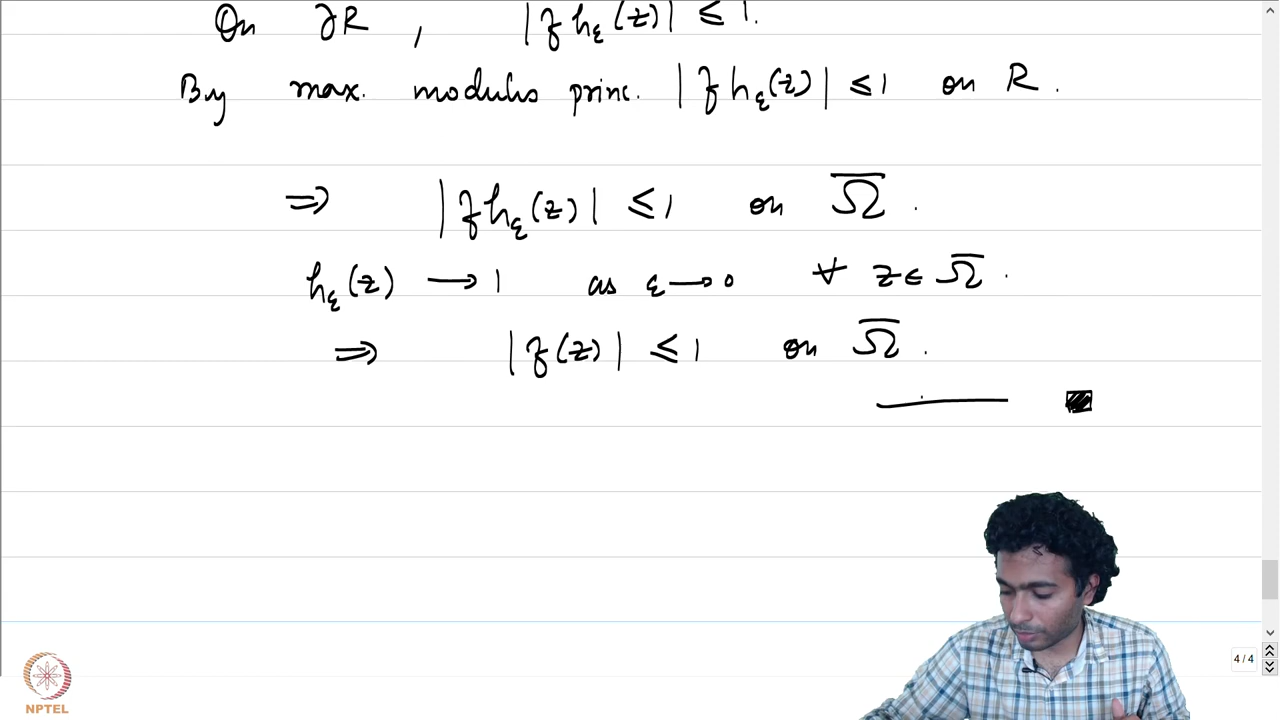 On ∂R , |f h_ε(z)| ≤ 1.
By max. modulus princ. |f h_ε(z)| ≤ 1 on R .
⇒ |f h_ε(z)| ≤ 1 on Ω̅ .
h_ε(z) → 1 as ε → 0 ∀ z ∈ Ω̅ .
⇒ |f(z)| ≤ 1 on Ω̅ .
4 / 4
NPTEL